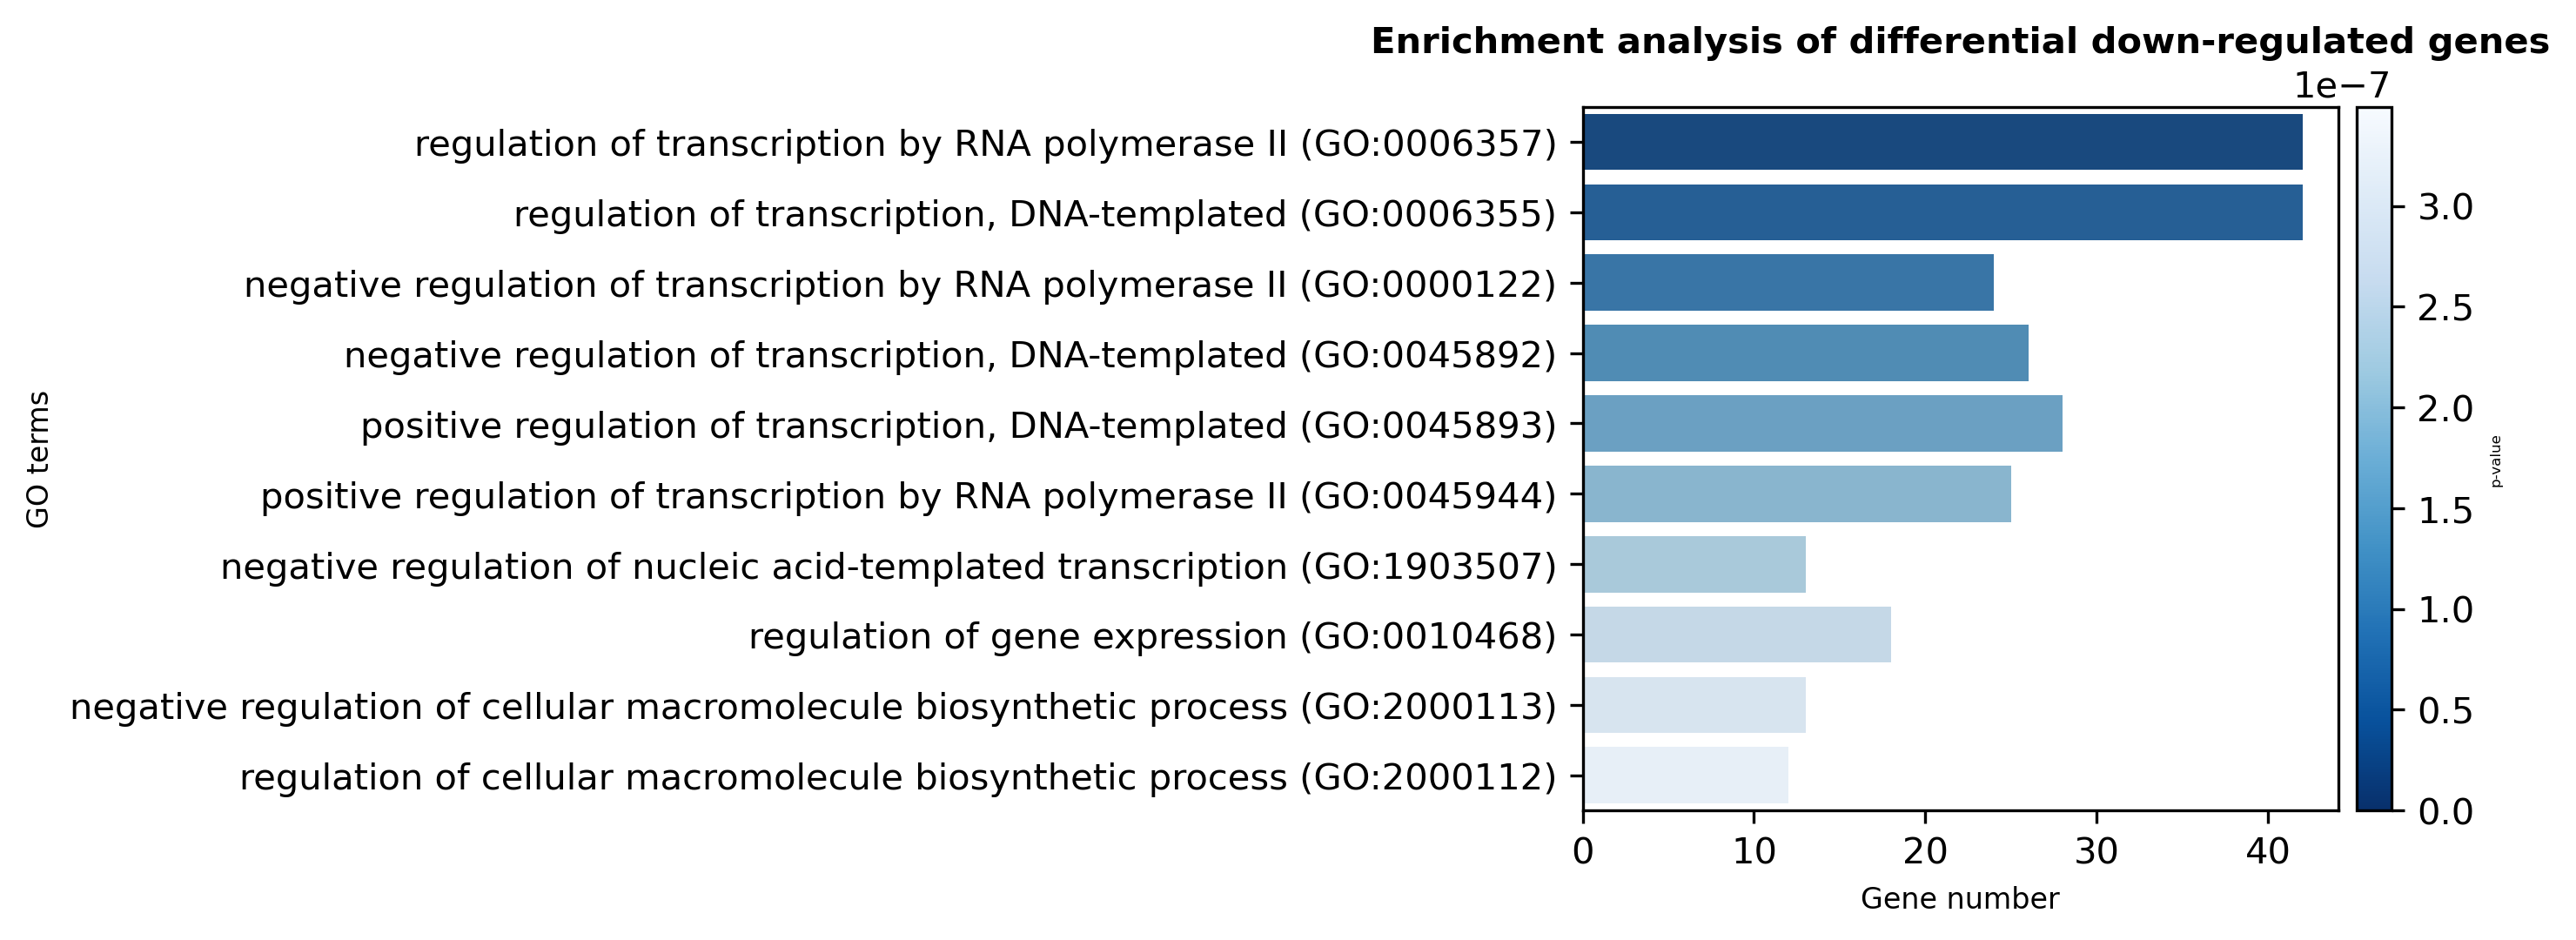 Enrichment analysis of differential down-regulated genes
1e−7
regulation of transcription by RNA polymerase II (GO:0006357)
regulation of transcription, DNA-templated (GO:0006355)
negative regulation of transcription by RNA polymerase II (GO:0000122)
negative regulation of transcription, DNA-templated (GO:0045892)
positive regulation of transcription, DNA-templated (GO:0045893)
positive regulation of transcription by RNA polymerase II (GO:0045944)
negative regulation of nucleic acid-templated transcription (GO:1903507)
regulation of gene expression (GO:0010468)
negative regulation of cellular macromolecule biosynthetic process (GO:2000113)
regulation of cellular macromolecule biosynthetic process (GO:2000112)
GO terms
0 10 20 30 40
Gene number
3.0
2.5
2.0
1.5
1.0
0.5
0.0
p-value